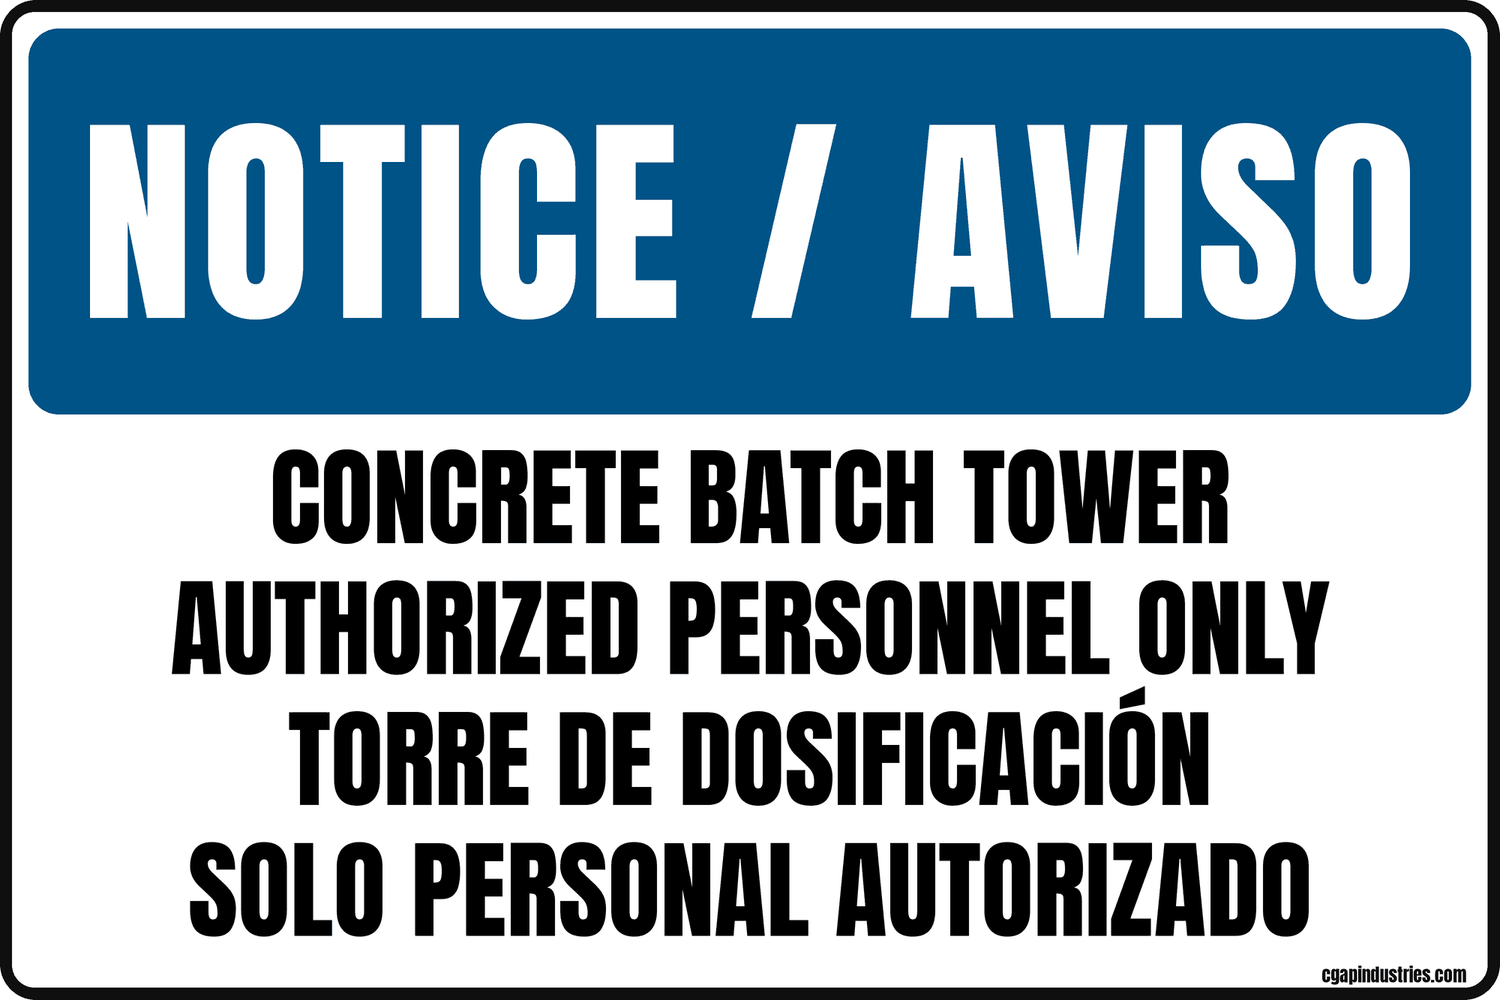 NOTICE / AVISO
CONCRETE BATCH TOWER
AUTHORIZED PERSONNEL ONLY
TORRE DE DOSIFICACIÓN
SOLO PERSONAL AUTORIZADO
cgapindustries.com